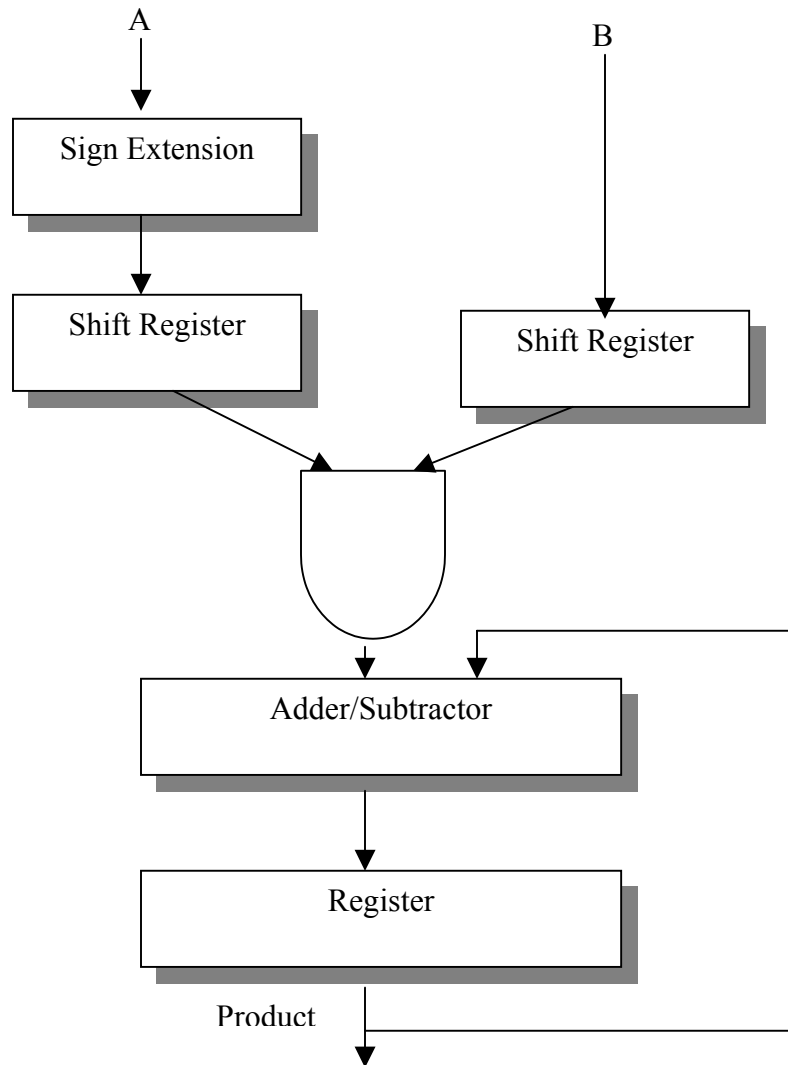 A
B
Sign Extension
Shift Register
Shift Register
Adder/Subtractor
Register
Product